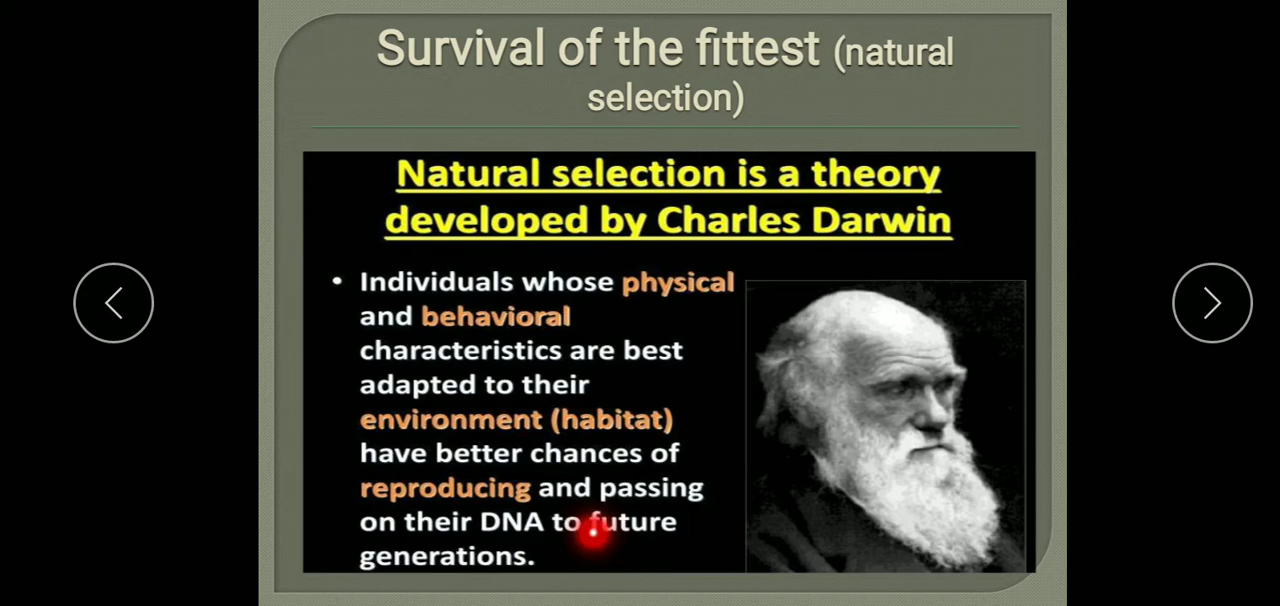 Survival of the fittest (natural
selection)
Natural selection is a theory
developed by Charles Darwin
• Individuals whose physical
and behavioral
characteristics are best
adapted to their
environment (habitat)
have better chances of
reproducing and passing
on their DNA to future
generations.